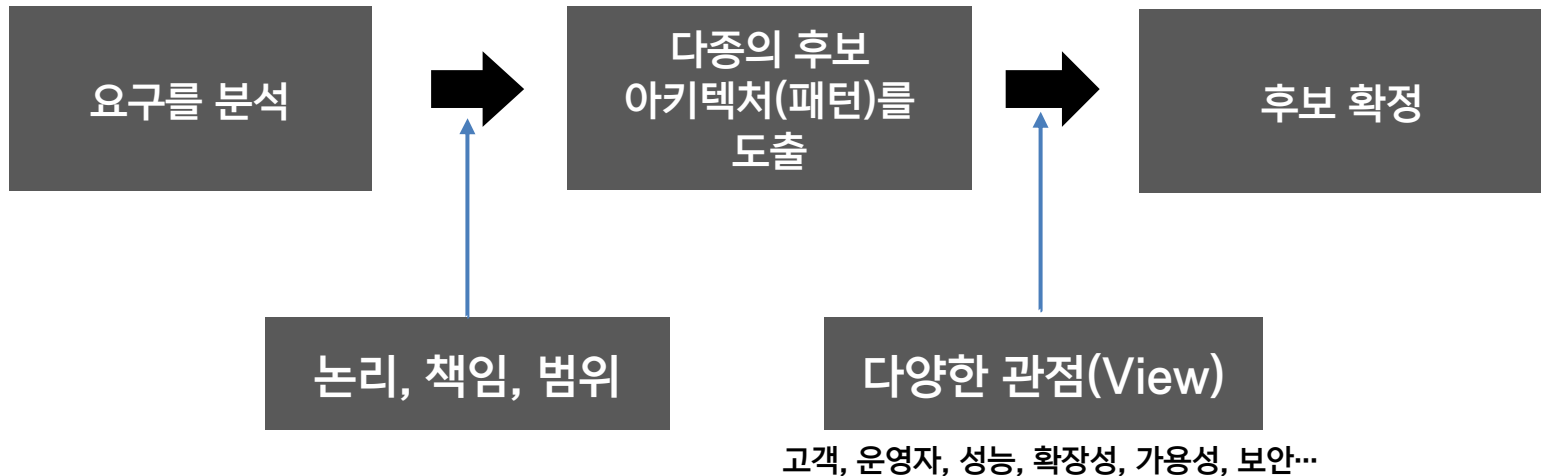 요구를 분석
다종의 후보
아키텍처(패턴)를
도출
후보 확정
논리, 책임, 범위
다양한 관점(View)
고객, 운영자, 성능, 확장성, 가용성, 보안…